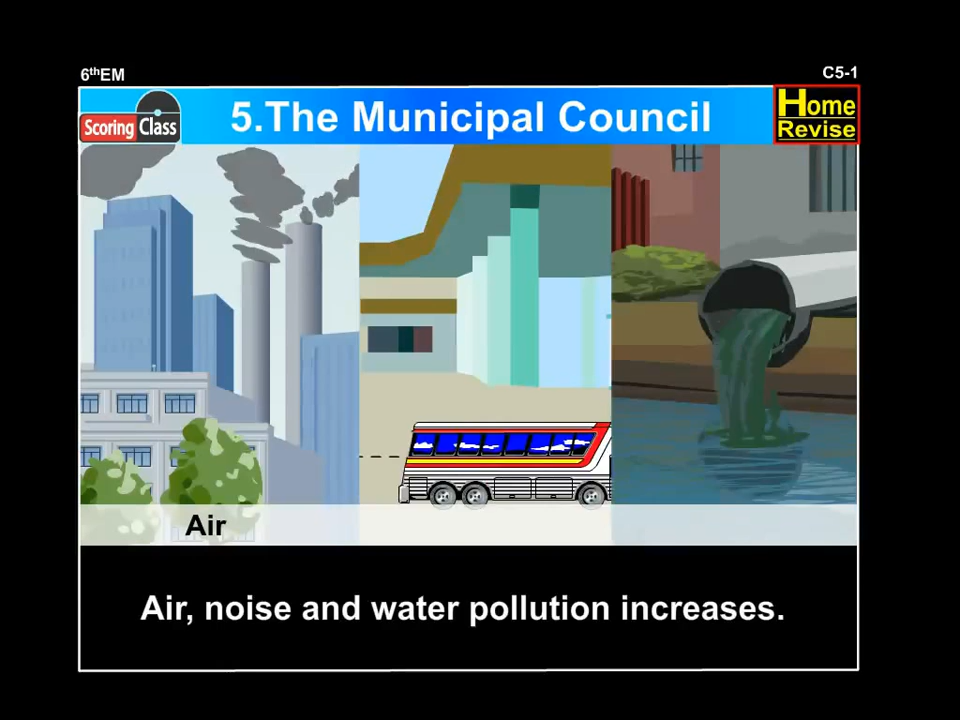 6thEM
C5-1
Scoring Class
5.The Municipal Council
Home
Revise
Air
Air, noise and water pollution increases.